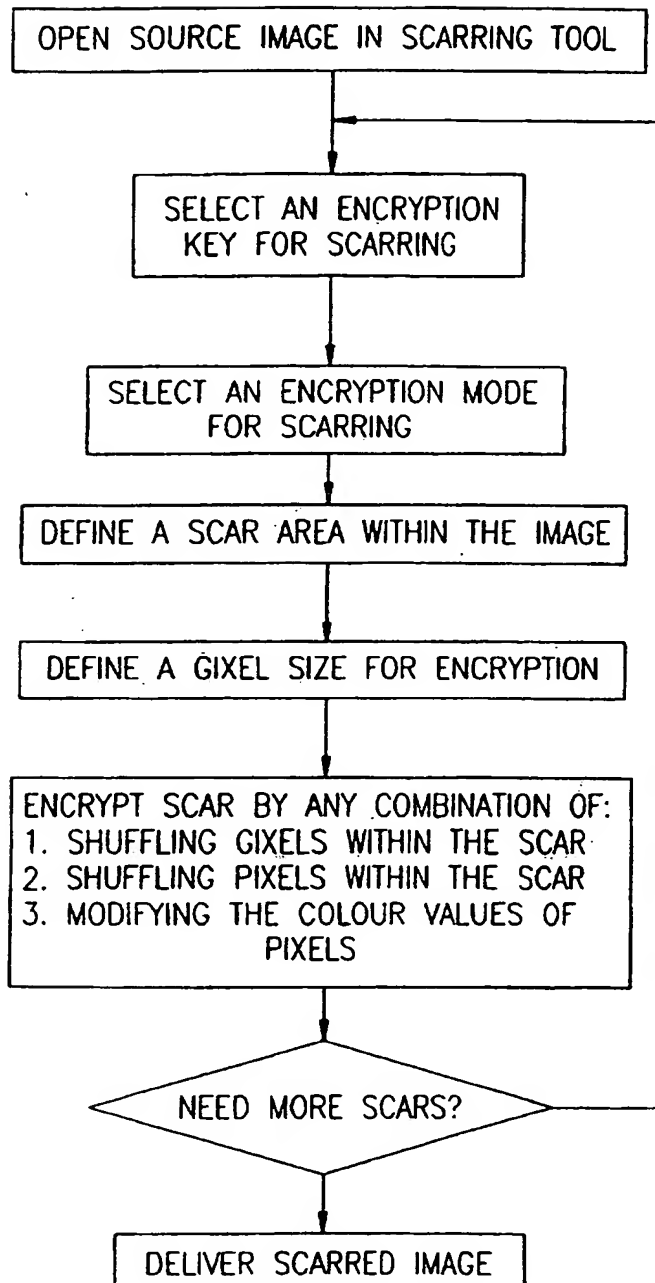 OPEN SOURCE IMAGE IN SCARRING TOOL
SELECT AN ENCRYPTION
KEY FOR SCARRING
SELECT AN ENCRYPTION MODE
FOR SCARRING
DEFINE A SCAR AREA WITHIN THE IMAGE
DEFINE A GIXEL SIZE FOR ENCRYPTION
ENCRYPT SCAR BY ANY COMBINATION OF:
1. SHUFFLING GIXELS WITHIN THE SCAR
2. SHUFFLING PIXELS WITHIN THE SCAR
3. MODIFYING THE COLOUR VALUES OF
PIXELS
NEED MORE SCARS?
DELIVER SCARRED IMAGE